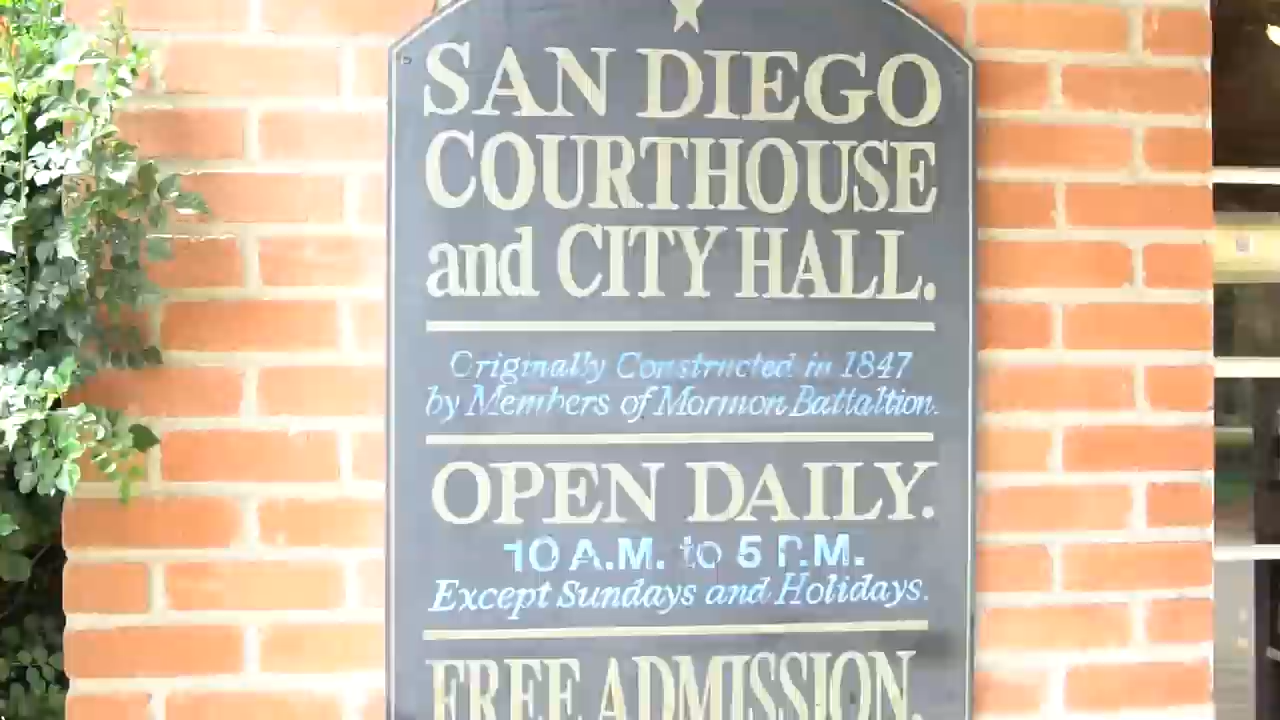 SAN DIEGO
COURTHOUSE
and CITY HALL.
Originally Constructed in 1847
by Members of Mormon Battaltion.
OPEN DAILY.
10 A.M. to 5 P.M.
Except Sundays and Holidays.
FREE ADMISSION.